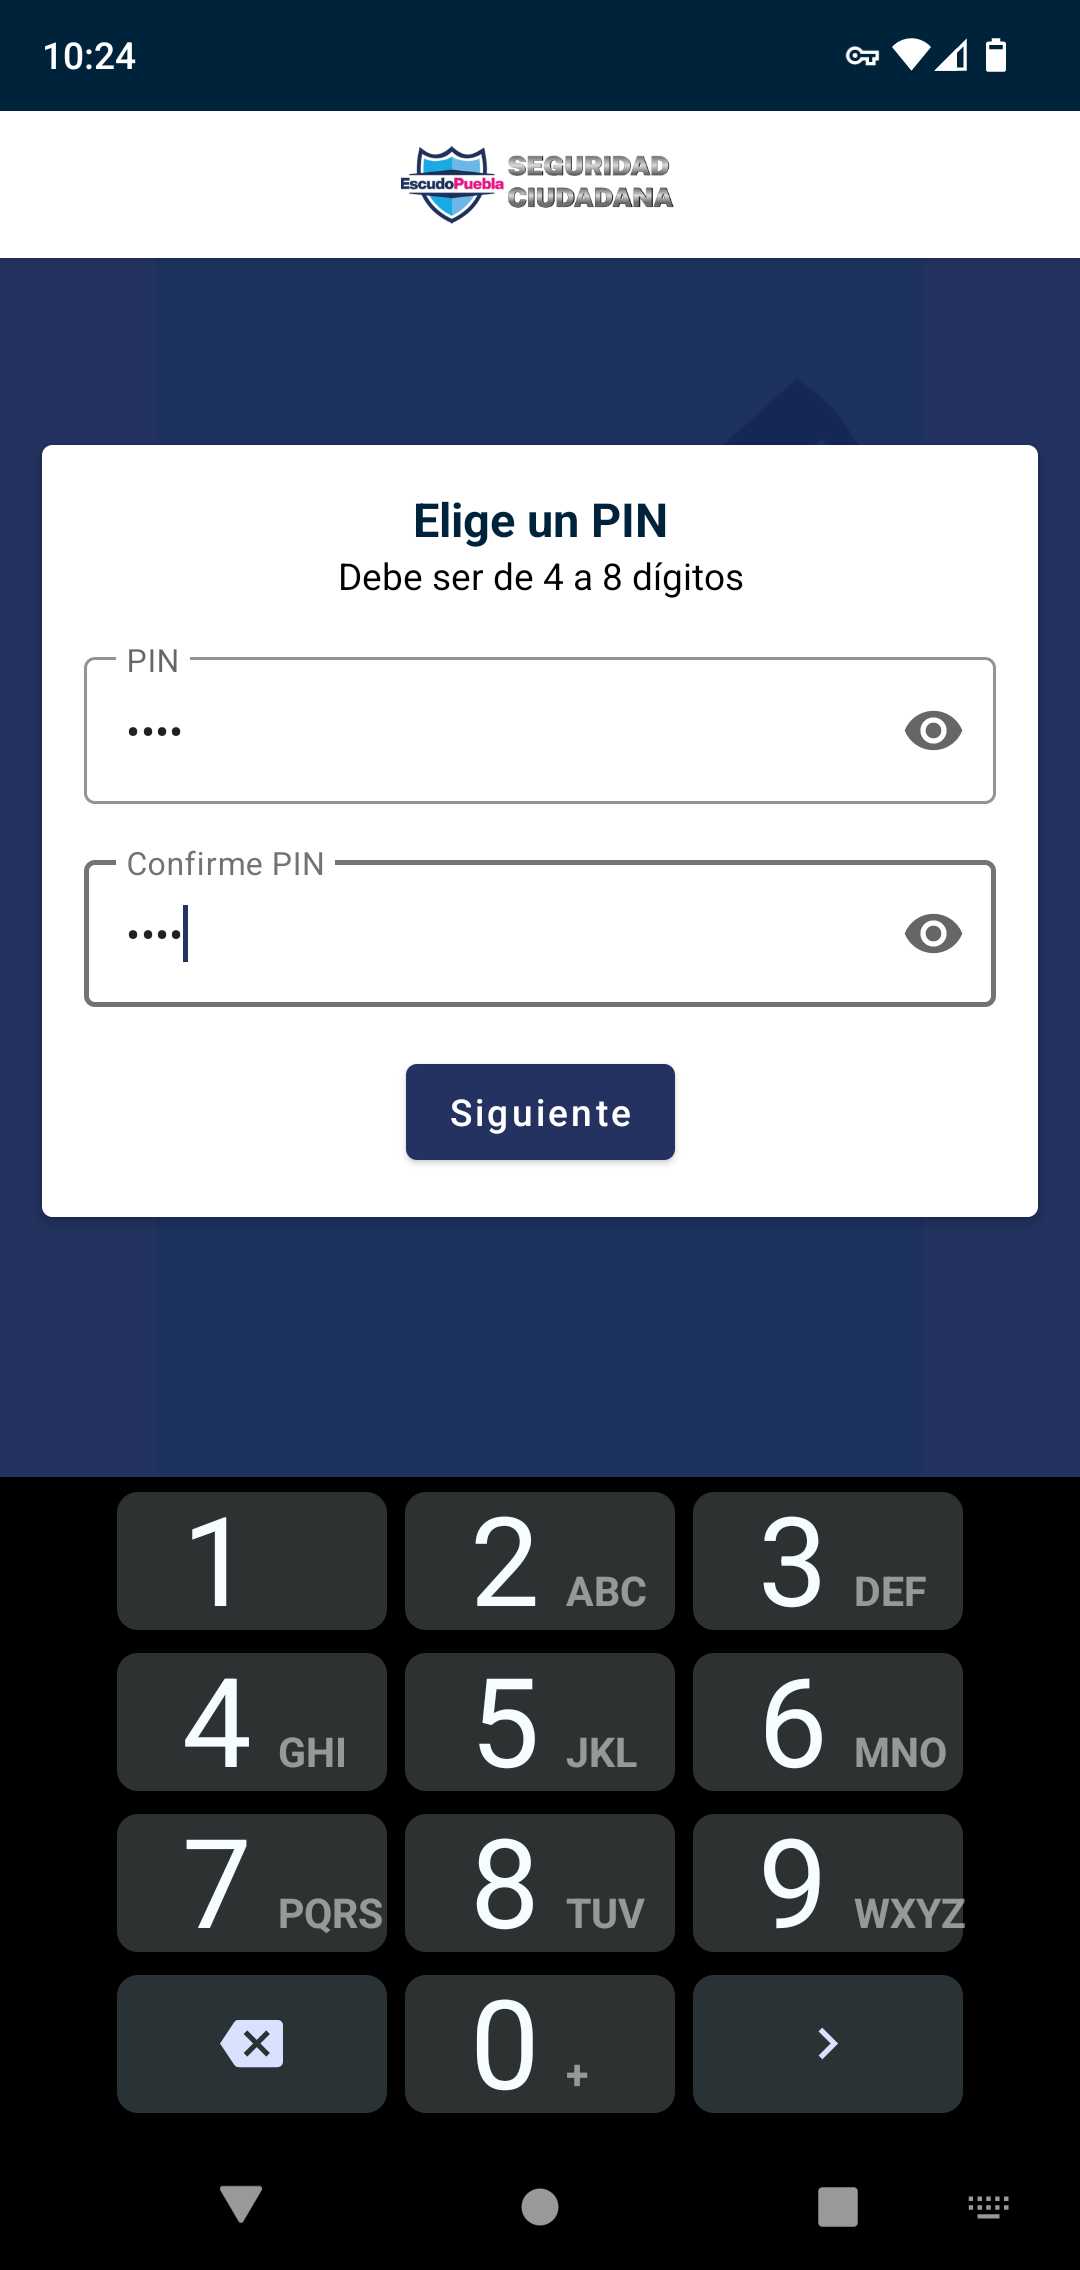 10:24
EscudoPuebla
SEGURIDAD
CIUDADANA
Elige un PIN
Debe ser de 4 a 8 dígitos
PIN
••••
Confirme PIN
••••
Siguiente
1
2 ABC
3 DEF
4 GHI
5 JKL
6 MNO
7 PQRS
8 TUV
9 WXYZ
0 +